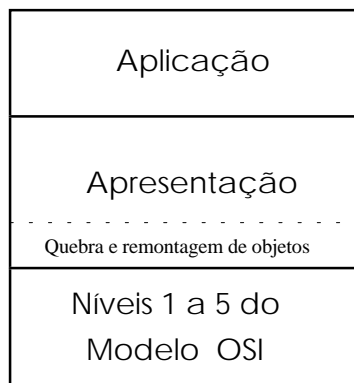 Aplicação
Apresentação
Quebra e remontagem de objetos
Níveis 1 a 5 do
Modelo OSI